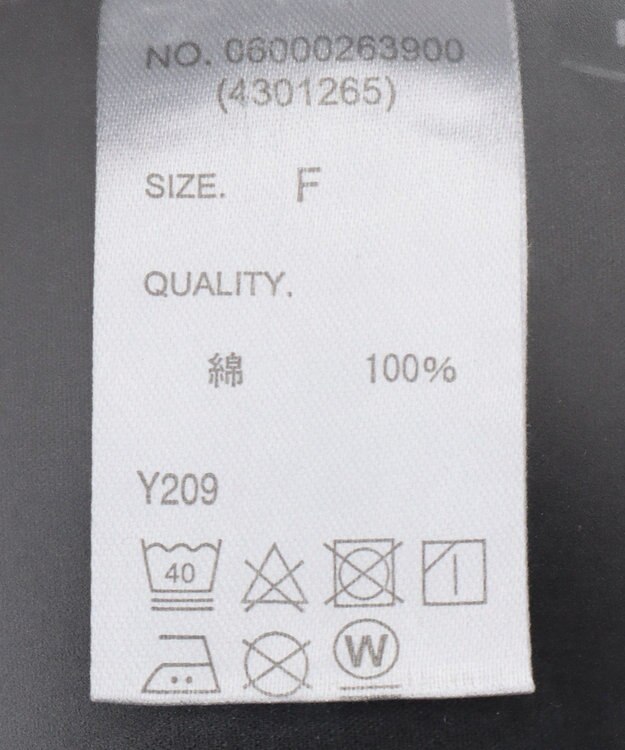 NO. 06000263900
(4301265)
SIZE. F
QUALITY.
綿 100%
Y209
40
W